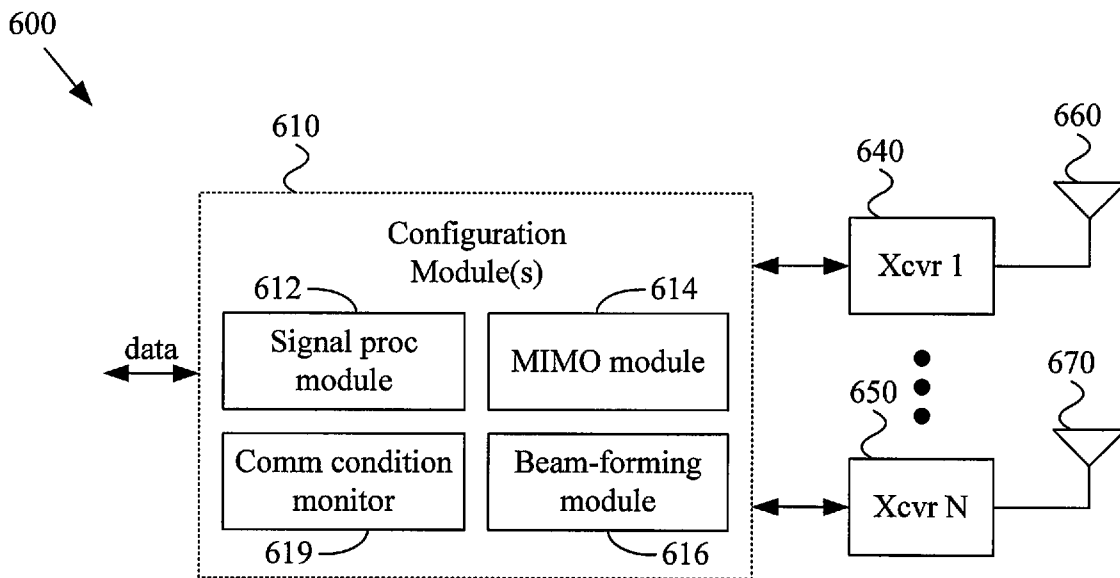 600
610
640
660
Configuration
Module(s)
Xcvr 1
612
614
data
Signal proc
module
MIMO module
650
670
Comm condition
monitor
Beam-forming
module
Xcvr N
619
616